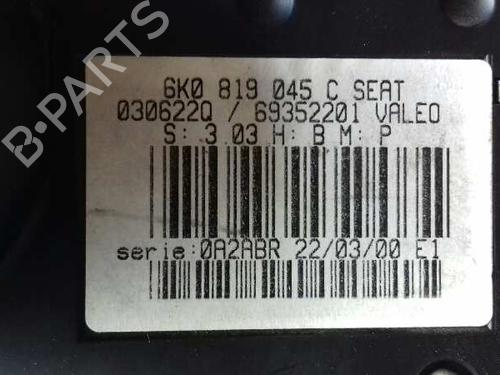 B-PARTS
6K0 819 045 C SEAT
030622Q / 69352201 VALEO
S: 3.03 H: B M: P
serie:0A2ABR 22/03/00 E1